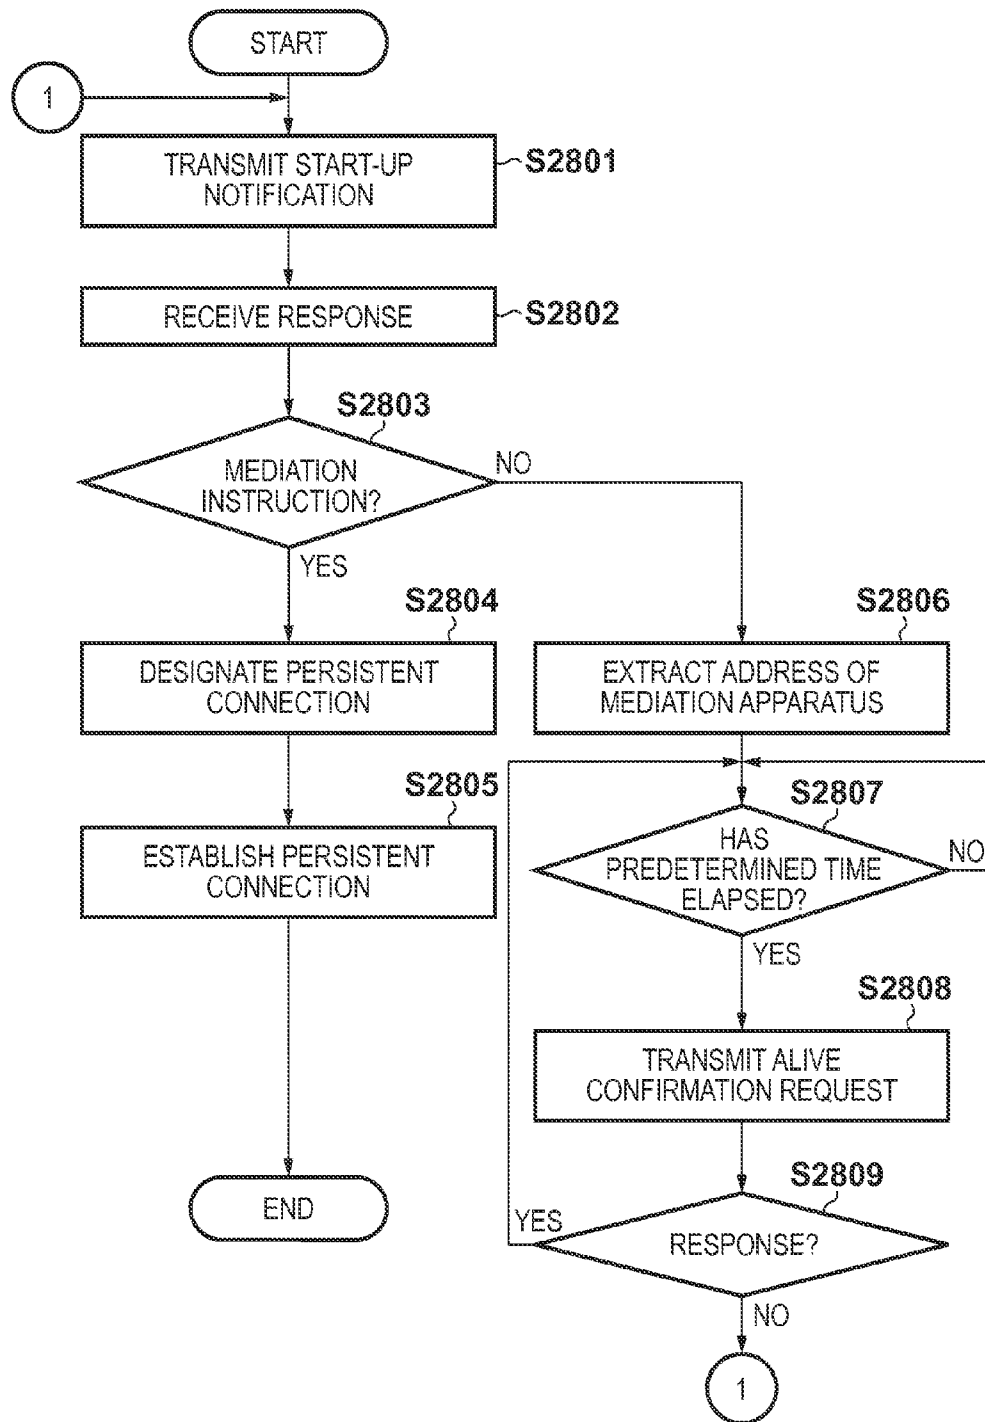 START
1
TRANSMIT START-UP
NOTIFICATION
S2801
RECEIVE RESPONSE
S2802
S2803
MEDIATION
INSTRUCTION?
NO
YES
S2804
DESIGNATE PERSISTENT
CONNECTION
S2805
ESTABLISH PERSISTENT
CONNECTION
END
S2806
EXTRACT ADDRESS OF
MEDIATION APPARATUS
S2807
HAS
PREDETERMINED TIME
ELAPSED?
NO
YES
S2808
TRANSMIT ALIVE
CONFIRMATION REQUEST
S2809
RESPONSE?
YES
NO
1